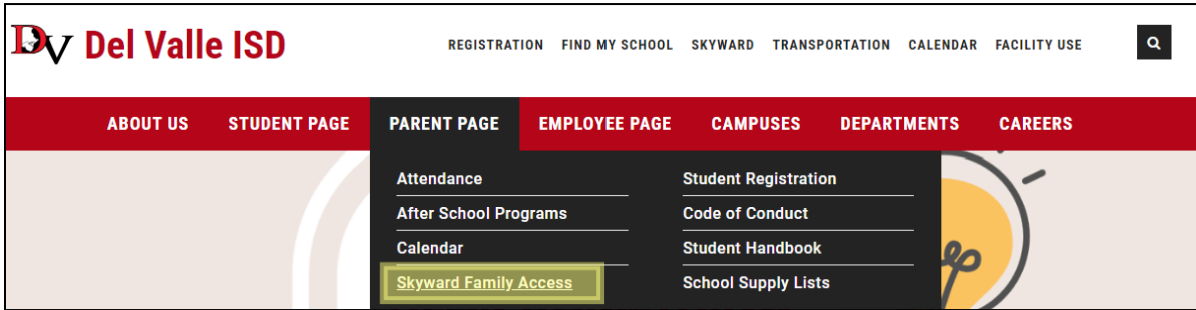 DV Del Valle ISD
REGISTRATION FIND MY SCHOOL SKYWARD TRANSPORTATION CALENDAR FACILITY USE
ABOUT US STUDENT PAGE PARENT PAGE EMPLOYEE PAGE CAMPUSES DEPARTMENTS CAREERS
Attendance
After School Programs
Calendar
Skyward Family Access
Student Registration
Code of Conduct
Student Handbook
School Supply Lists